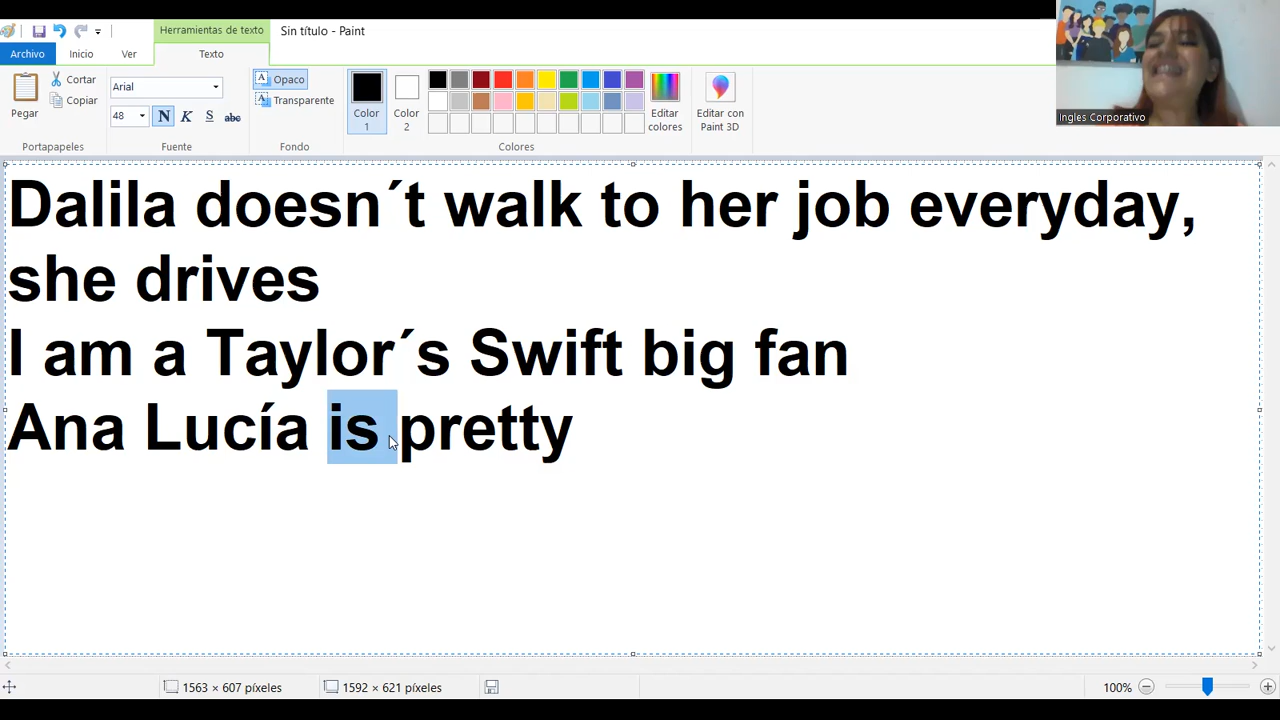 Herramientas de texto
Sin título - Paint
Archivo
Inicio
Ver
Texto
Pegar
Cortar
Copiar
Portapapeles
Arial
48
N K S abc
Fuente
Opaco
Transparente
Fondo
Color 1
Color 2
Editar colores
Colores
Editar con Paint 3D
Ingles Corporativo
Dalila doesn´t walk to her job everyday,
she drives
I am a Taylor´s Swift big fan
Ana Lucía is pretty
1563 × 607 píxeles
1592 × 621 píxeles
100%